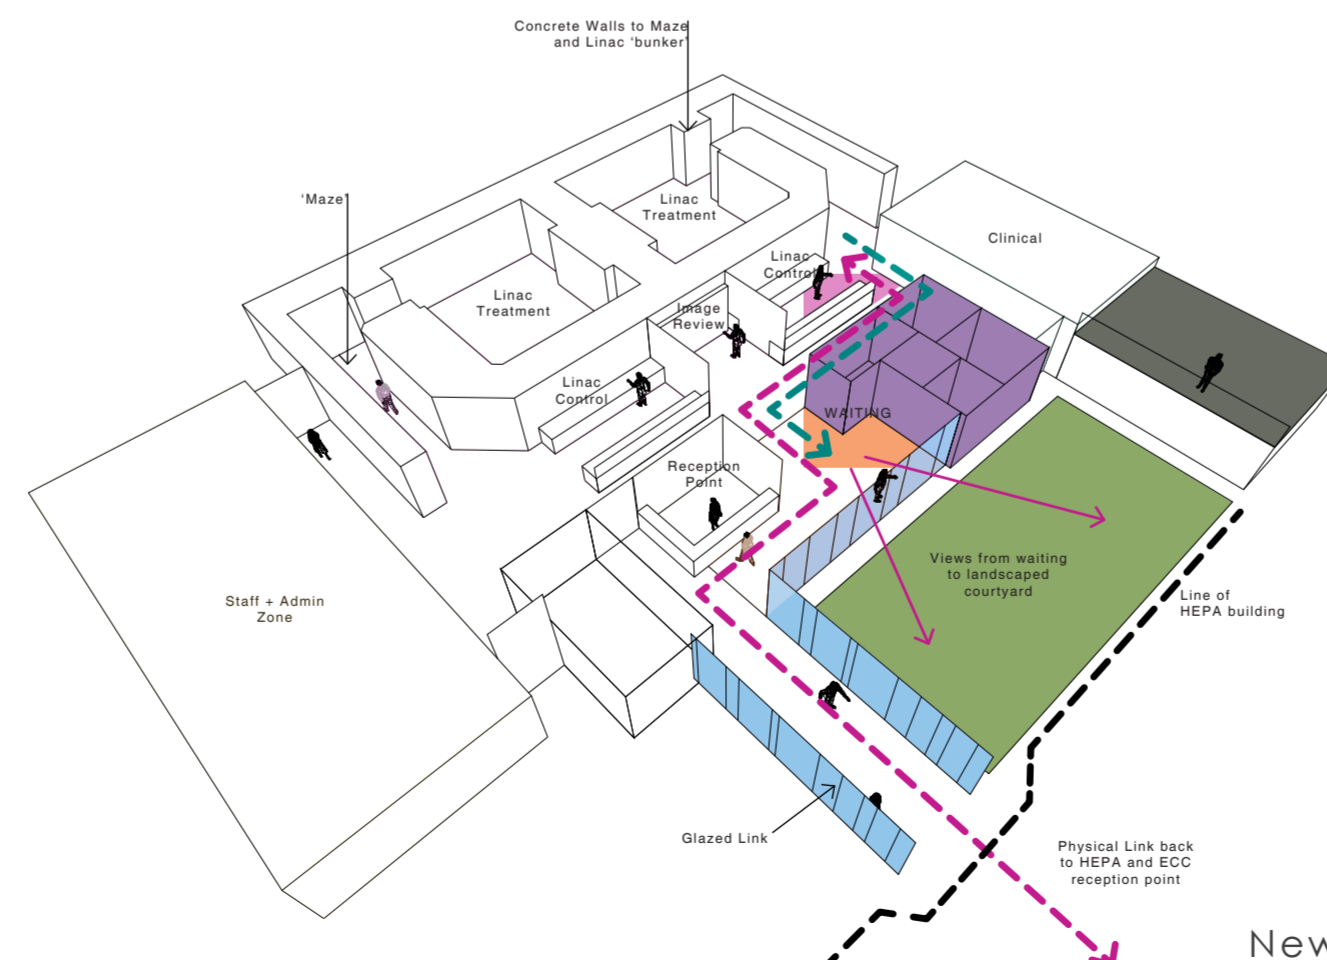 Concrete Walls to Maze
and Linac ‘bunker’
‘Maze’
Linac
Treatment
Clinical
Linac
Control
Linac
Treatment
Image
Review
Linac
Control
WAITING
Reception
Point
Views from waiting
to landscaped
courtyard
Line of
HEPA building
Staff + Admin
Zone
Glazed Link
Physical Link back
to HEPA and ECC
reception point
New